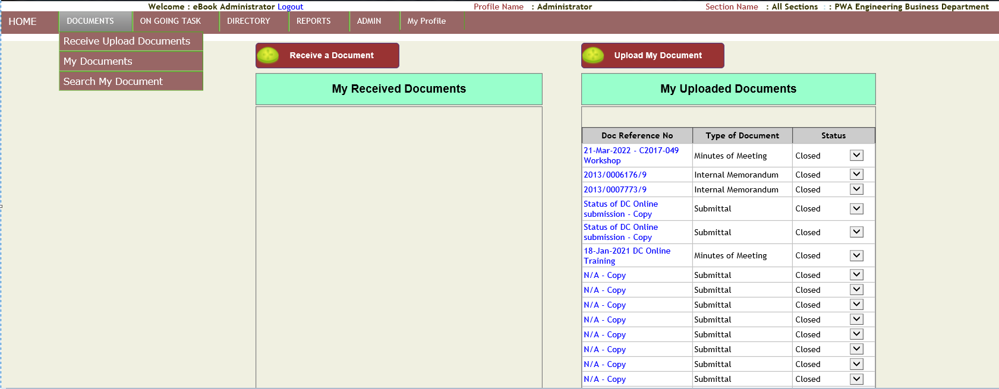 Welcome : eBook Administrator Logout Profile Name : Administrator Section Name : All Sections : : PWA Engineering Business Department
HOME DOCUMENTS ON GOING TASK DIRECTORY REPORTS ADMIN My Profile
Receive Upload Documents
My Documents
Search My Document
Receive a Document
Upload My Document
My Received Documents
My Uploaded Documents
Doc Reference No Type of Document Status
21-Mar-2022 - C2017-049
Workshop
Minutes of Meeting Closed
2013/0006176/9 Internal Memorandum Closed
2013/0007773/9 Internal Memorandum Closed
Status of DC Online
submission - Copy
Submittal Closed
Status of DC Online
submission - Copy
Submittal Closed
18-Jan-2021 DC Online
Training
Minutes of Meeting Closed
N/A - Copy Submittal Closed
N/A - Copy Submittal Closed
N/A - Copy Submittal Closed
N/A - Copy Submittal Closed
N/A - Copy Submittal Closed
N/A - Copy Submittal Closed
N/A - Copy Submittal Closed
N/A - Copy Submittal Closed